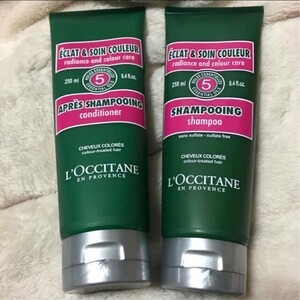 ÉCLAT & SOIN COULEUR
radiance and colour care
250 ml 8.4 fl. oz.
5
APRÈS-SHAMPOOING
conditioner
CHEVEUX COLORÉS
colour-treated hair
L'OCCITANE
EN PROVENCE
ÉCLAT & SOIN COULEUR
radiance and colour care
250 ml 8.4 fl. oz.
5
SHAMPOOING
shampoo
sans sulfate - sulfate free
CHEVEUX COLORÉS
colour-treated hair
L'OCCITANE
EN PROVENCE